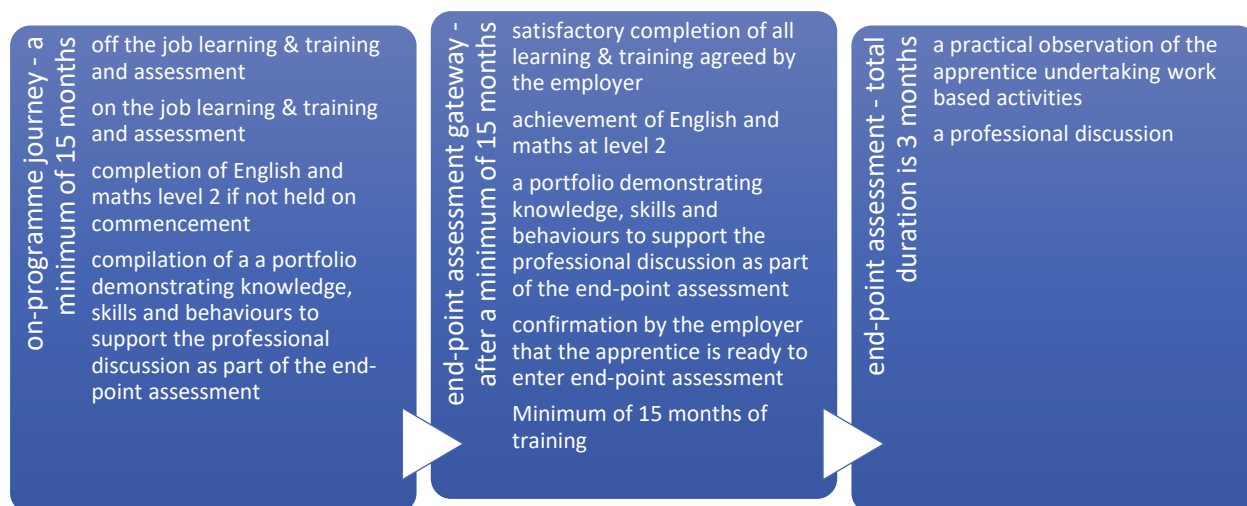 on-programme journey - a
minimum of 15 months
off the job learning & training
and assessment
on the job learning & training
and assessment
completion of English and
maths level 2 if not held on
commencement
compilation of a a portfolio
demonstrating knowledge,
skills and behaviours to
support the professional
discussion as part of the end-
point assessment
end-point assessment gateway -
after a minimum of 15 months
satisfactory completion of all
learning & training agreed by
the employer
achievement of English and
maths at level 2
a portfolio demonstrating
knowledge, skills and
behaviours to support the
professional discussion as part
of the end-point assessment
confirmation by the employer
that the apprentice is ready to
enter end-point assessment
Minimum of 15 months of
training
end-point assessment - total
duration is 3 months
a practical observation of the
apprentice undertaking work
based activities
a professional discussion